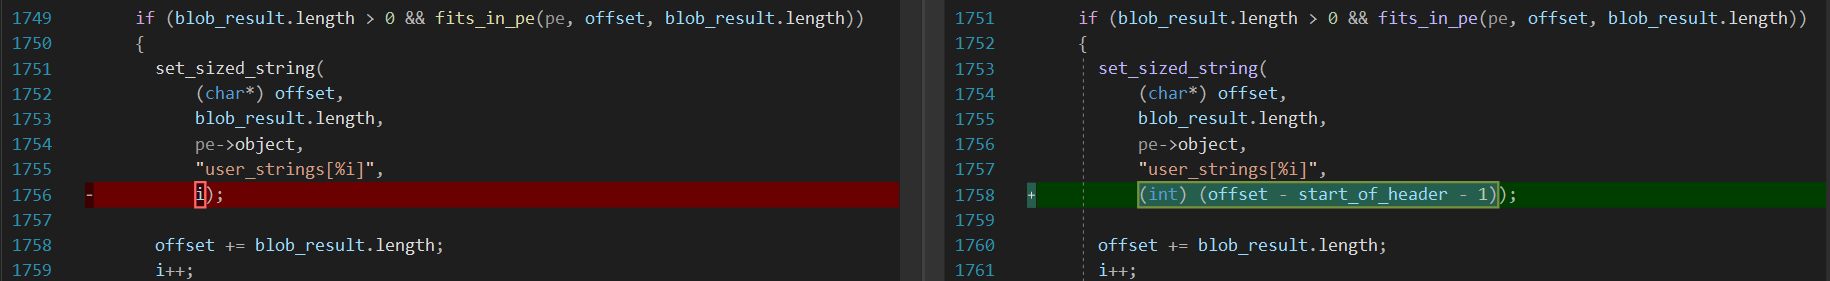 1749 if (blob_result.length > 0 && fits_in_pe(pe, offset, blob_result.length))
1750 {
1751 set_sized_string(
1752 (char*) offset,
1753 blob_result.length,
1754 pe->object,
1755 "user_strings[%i]",
1756 - i);
1757
1758 offset += blob_result.length;
1759 i++;
1751 if (blob_result.length > 0 && fits_in_pe(pe, offset, blob_result.length))
1752 {
1753 set_sized_string(
1754 (char*) offset,
1755 blob_result.length,
1756 pe->object,
1757 "user_strings[%i]",
1758 + (int) (offset - start_of_header - 1));
1759
1760 offset += blob_result.length;
1761 i++;